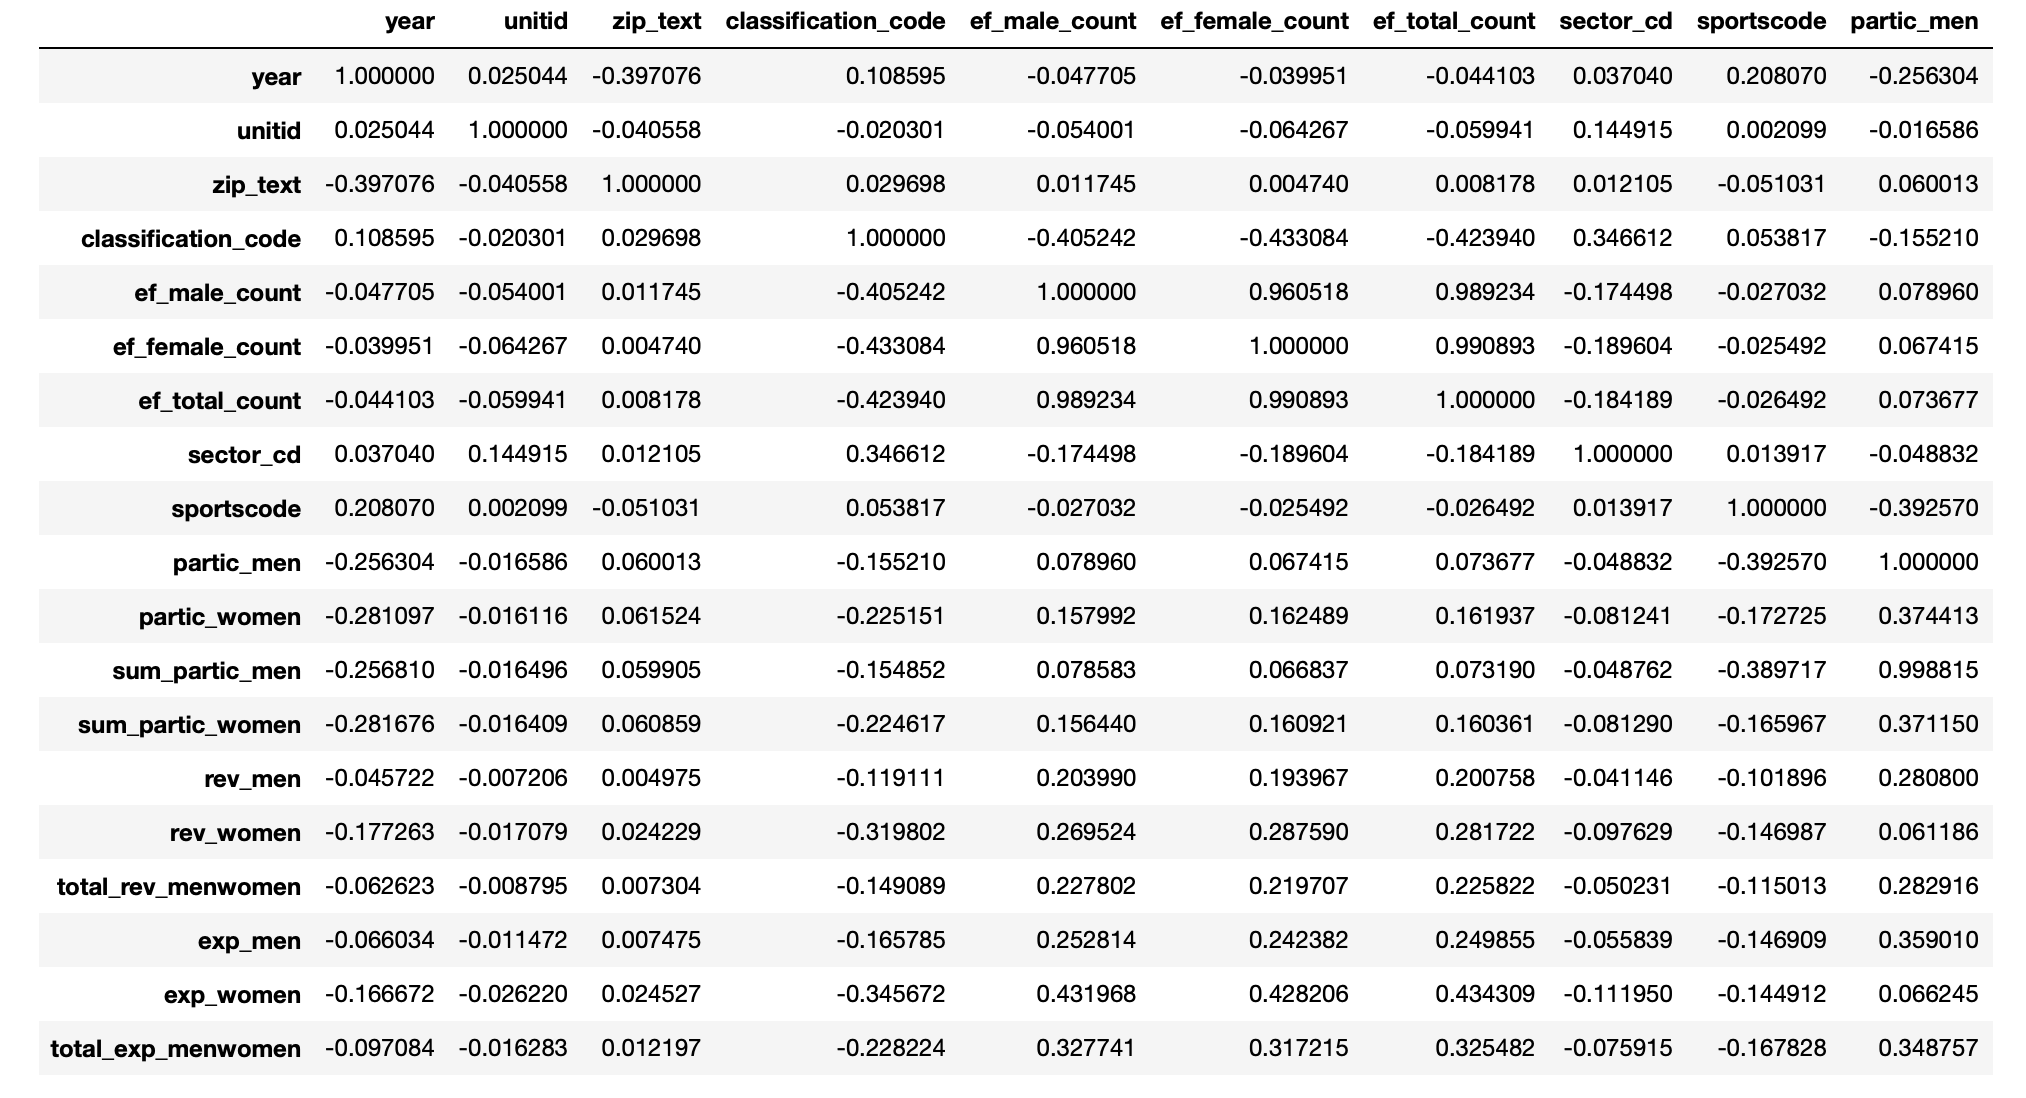 year unitid zip_text classification_code ef_male_count ef_female_count ef_total_count sector_cd sportscode partic_men
year 1.000000 0.025044 -0.397076 0.108595 -0.047705 -0.039951 -0.044103 0.037040 0.208070 -0.256304
unitid 0.025044 1.000000 -0.040558 -0.020301 -0.054001 -0.064267 -0.059941 0.144915 0.002099 -0.016586
zip_text -0.397076 -0.040558 1.000000 0.029698 0.011745 0.004740 0.008178 0.012105 -0.051031 0.060013
classification_code 0.108595 -0.020301 0.029698 1.000000 -0.405242 -0.433084 -0.423940 0.346612 0.053817 -0.155210
ef_male_count -0.047705 -0.054001 0.011745 -0.405242 1.000000 0.960518 0.989234 -0.174498 -0.027032 0.078960
ef_female_count -0.039951 -0.064267 0.004740 -0.433084 0.960518 1.000000 0.990893 -0.189604 -0.025492 0.067415
ef_total_count -0.044103 -0.059941 0.008178 -0.423940 0.989234 0.990893 1.000000 -0.184189 -0.026492 0.073677
sector_cd 0.037040 0.144915 0.012105 0.346612 -0.174498 -0.189604 -0.184189 1.000000 0.013917 -0.048832
sportscode 0.208070 0.002099 -0.051031 0.053817 -0.027032 -0.025492 -0.026492 0.013917 1.000000 -0.392570
partic_men -0.256304 -0.016586 0.060013 -0.155210 0.078960 0.067415 0.073677 -0.048832 -0.392570 1.000000
partic_women -0.281097 -0.016116 0.061524 -0.225151 0.157992 0.162489 0.161937 -0.081241 -0.172725 0.374413
sum_partic_men -0.256810 -0.016496 0.059905 -0.154852 0.078583 0.066837 0.073190 -0.048762 -0.389717 0.998815
sum_partic_women -0.281676 -0.016409 0.060859 -0.224617 0.156440 0.160921 0.160361 -0.081290 -0.165967 0.371150
rev_men -0.045722 -0.007206 0.004975 -0.119111 0.203990 0.193967 0.200758 -0.041146 -0.101896 0.280800
rev_women -0.177263 -0.017079 0.024229 -0.319802 0.269524 0.287590 0.281722 -0.097629 -0.146987 0.061186
total_rev_menwomen -0.062623 -0.008795 0.007304 -0.149089 0.227802 0.219707 0.225822 -0.050231 -0.115013 0.282916
exp_men -0.066034 -0.011472 0.007475 -0.165785 0.252814 0.242382 0.249855 -0.055839 -0.146909 0.359010
exp_women -0.166672 -0.026220 0.024527 -0.345672 0.431968 0.428206 0.434309 -0.111950 -0.144912 0.066245
total_exp_menwomen -0.097084 -0.016283 0.012197 -0.228224 0.327741 0.317215 0.325482 -0.075915 -0.167828 0.348757